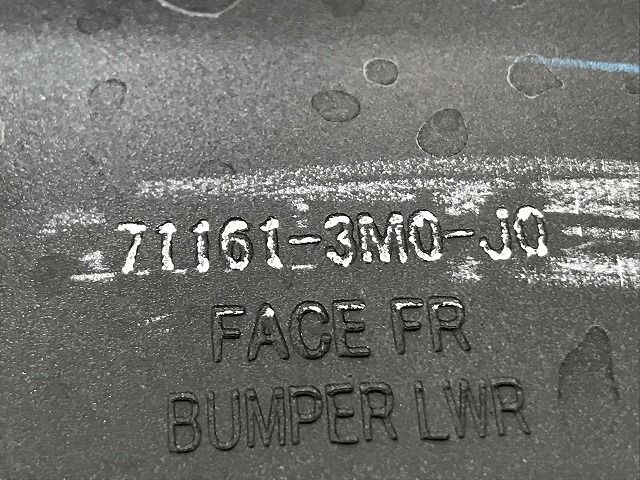 71161-3M0-J0
FACE FR
BUMPER LWR